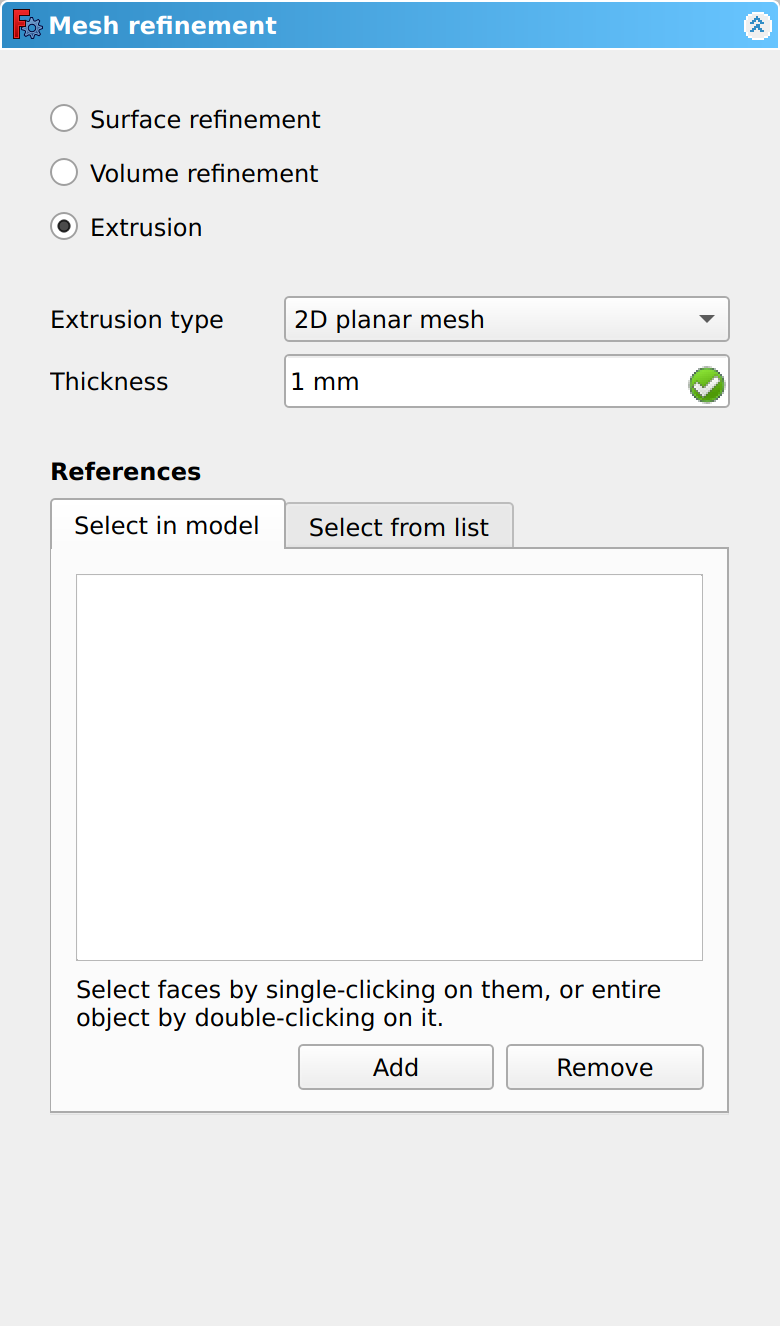 Mesh refinement
Surface refinement
Volume refinement
Extrusion
Extrusion type 2D planar mesh
Thickness 1 mm
References
Select in model Select from list
Select faces by single-clicking on them, or entire
object by double-clicking on it.
Add Remove